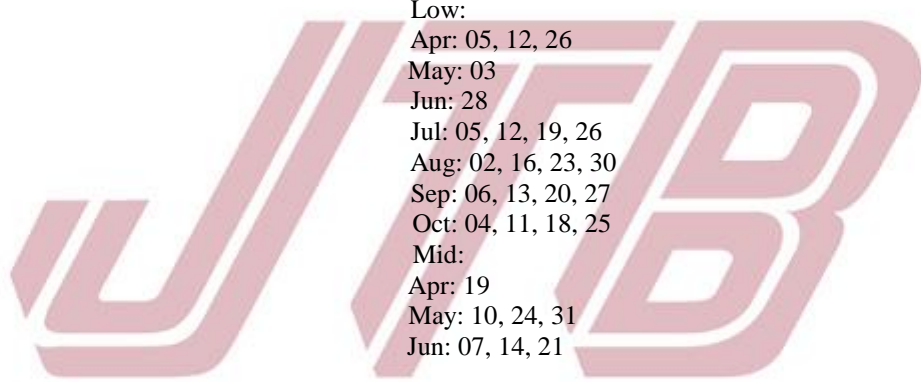 Low:
Apr: 05, 12, 26
May: 03
Jun: 28
Jul: 05, 12, 19, 26
Aug: 02, 16, 23, 30
Sep: 06, 13, 20, 27
Oct: 04, 11, 18, 25
Mid:
Apr: 19
May: 10, 24, 31
Jun: 07, 14, 21
JTB